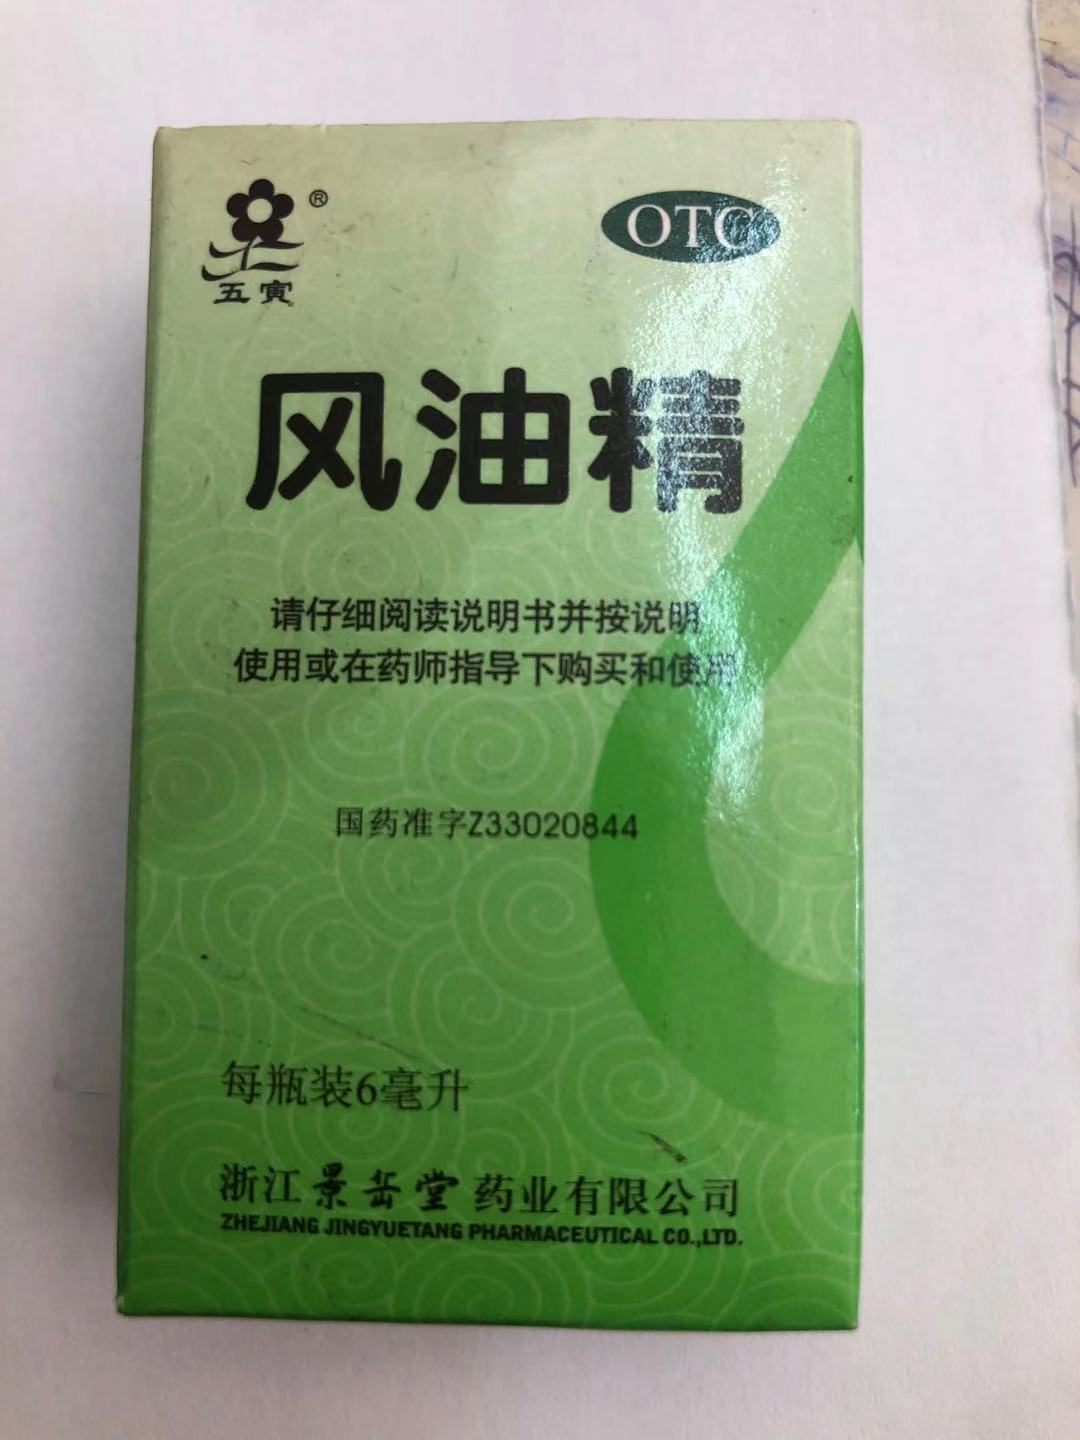 ®
五寅
OTC
风油精
请仔细阅读说明书并按说明
使用或在药师指导下购买和使用
国药准字Z33020844
每瓶装6毫升
浙江景岳堂药业有限公司
ZHEJIANG JINGYUETANG PHARMACEUTICAL CO.,LTD.